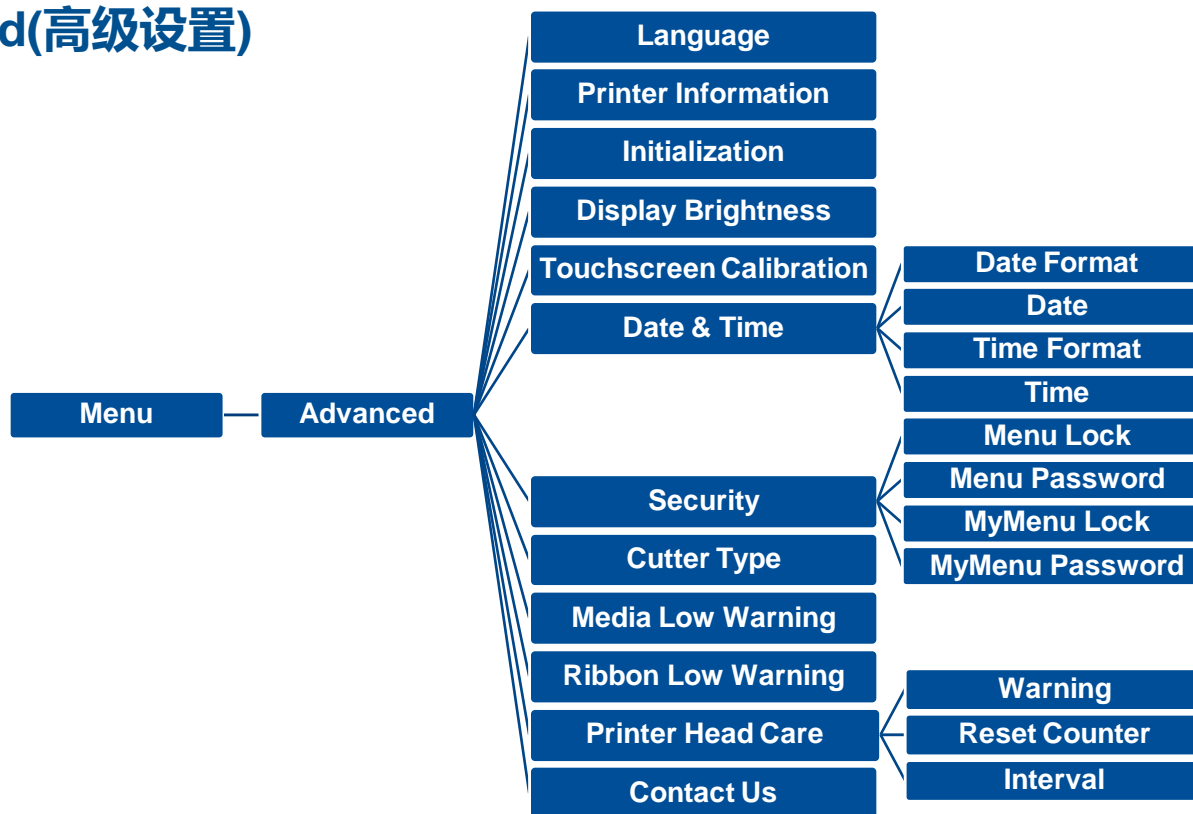 d(高级设置)
Language
Printer Information
Initialization
Display Brightness
Touchscreen Calibration
Date & Time
Date Format
Date
Time Format
Time
Menu
Advanced
Security
Menu Lock
Menu Password
MyMenu Lock
MyMenu Password
Cutter Type
Media Low Warning
Ribbon Low Warning
Printer Head Care
Warning
Reset Counter
Interval
Contact Us